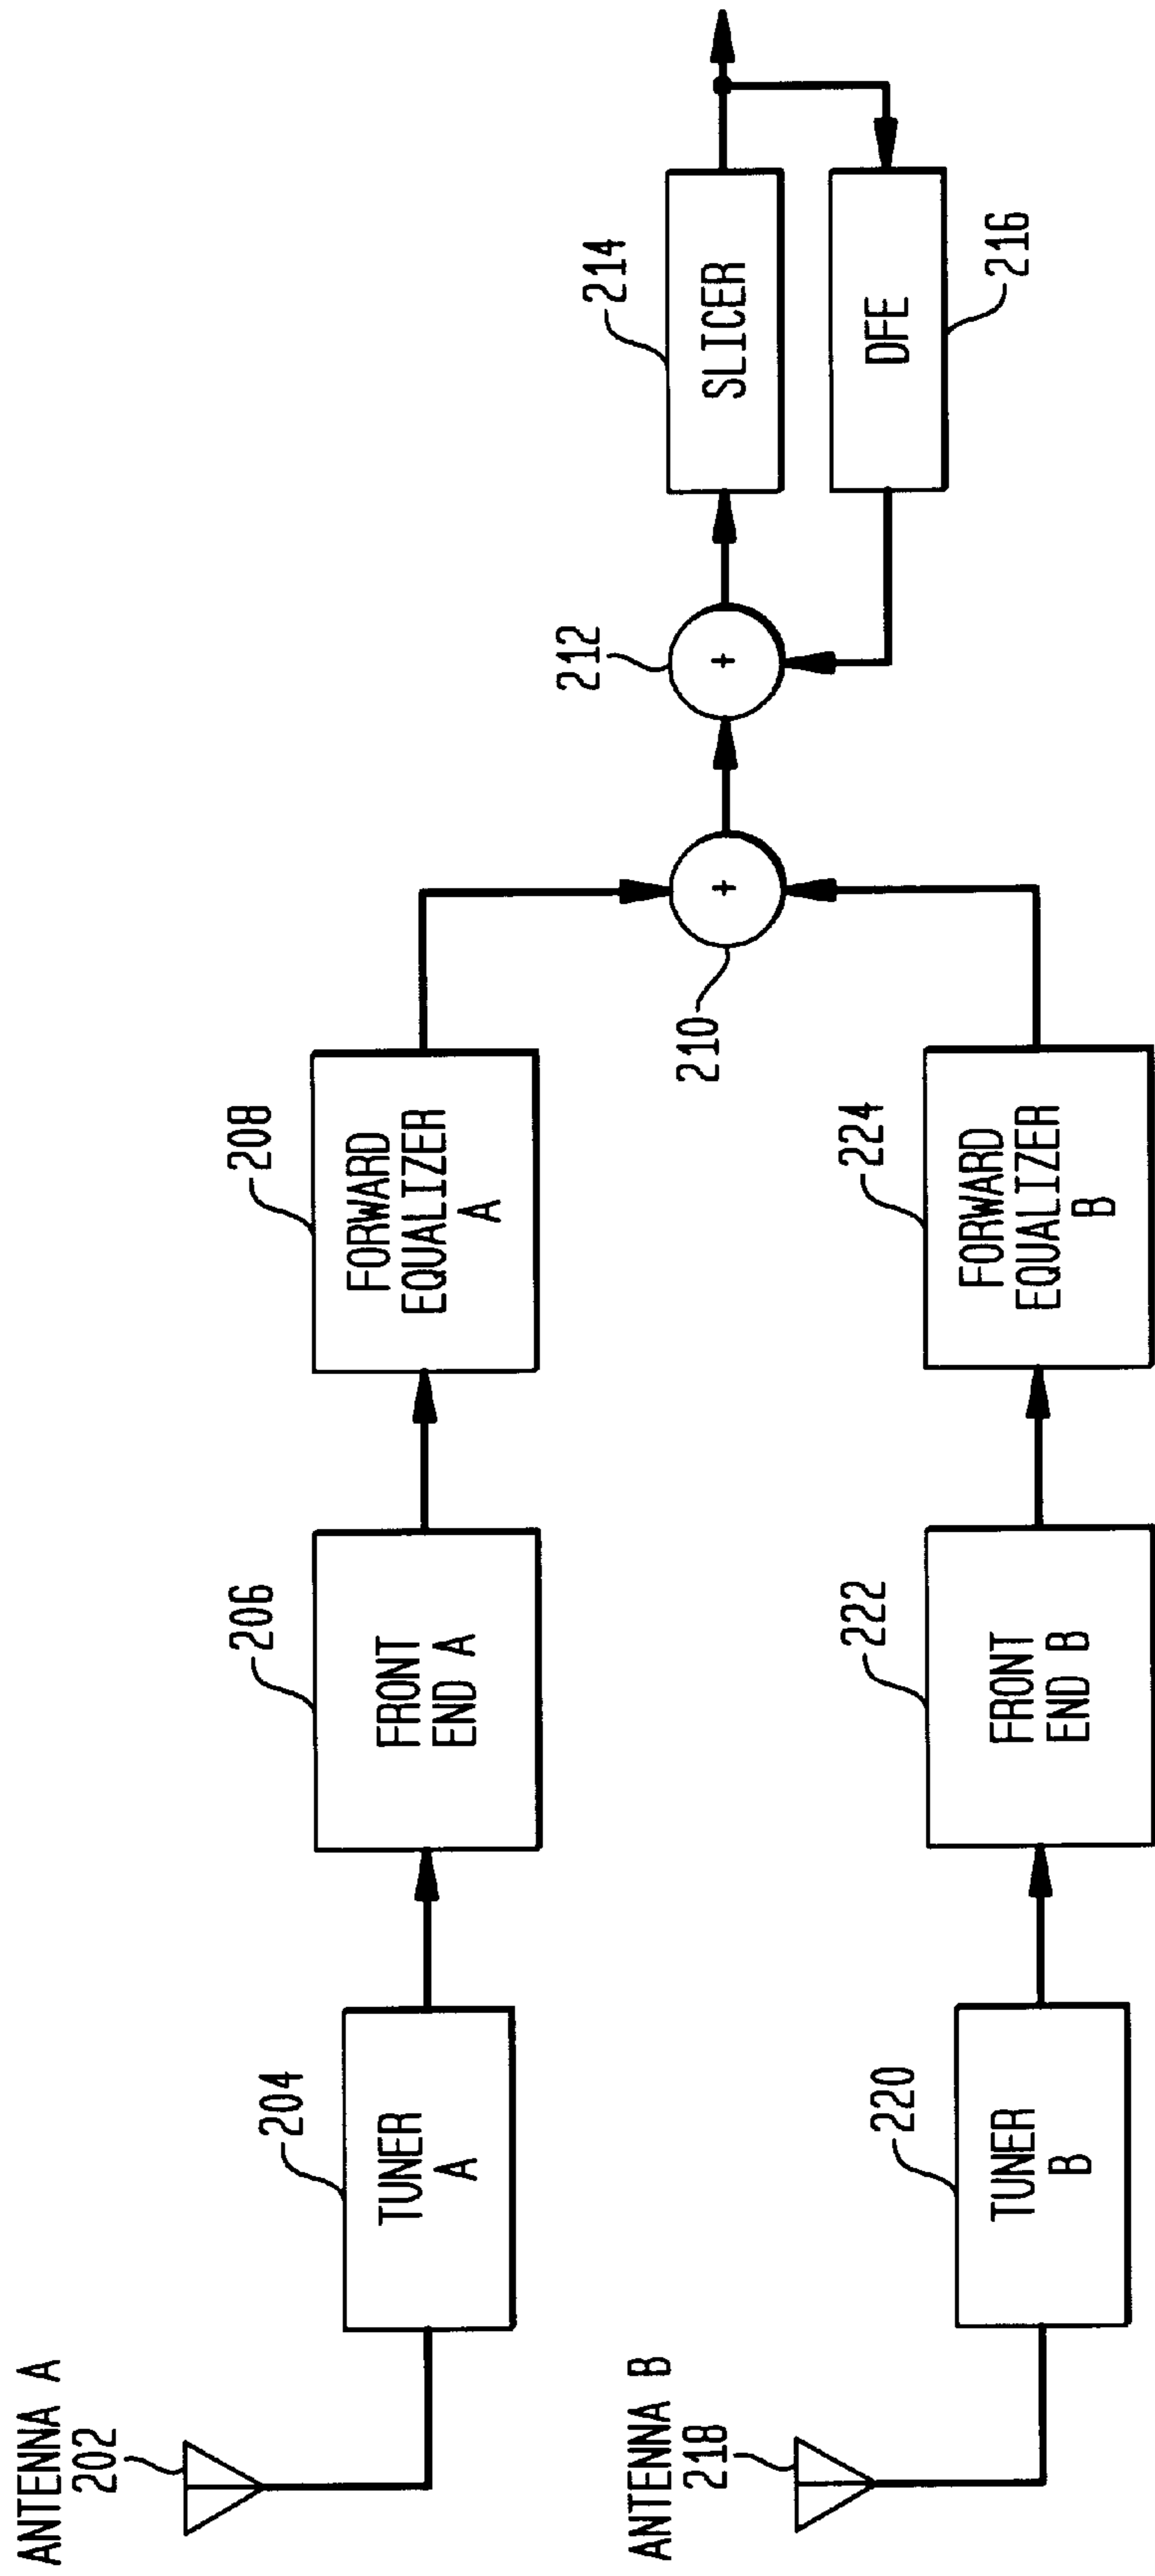 ANTENNA A
202
204
TUNER
A
206
FRONT
END A
208
FORWARD
EQUALIZER
A
210
+
212
+
214
SLICER
DFE
216
ANTENNA B
218
220
TUNER
B
222
FRONT
END B
224
FORWARD
EQUALIZER
B